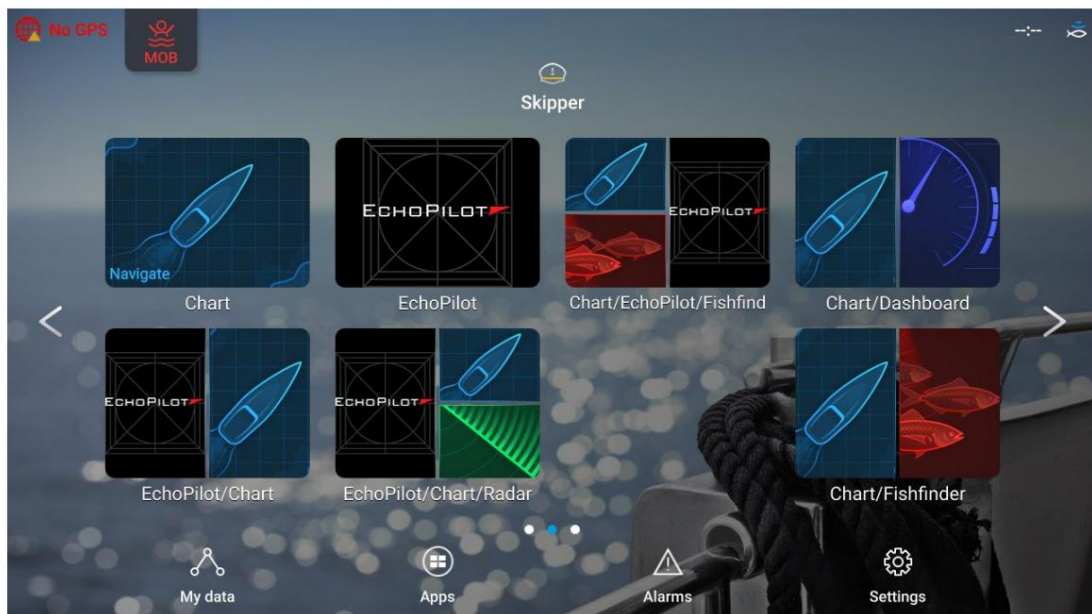 No GPS
MOB
--:--
Skipper
Navigate
Chart
ECHOPILOT
EchoPilot
ECHOPILOT
Chart/EchoPilot/Fishfind
Chart/Dashboard
ECHOPILOT
EchoPilot/Chart
ECHOPILOT
EchoPilot/Chart/Radar
Chart/Fishfinder
My data
Apps
Alarms
Settings